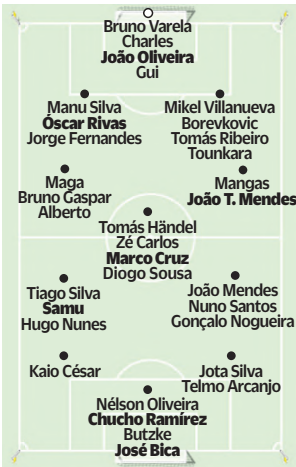 Bruno Varela
Charles
João Oliveira
Gui
Manu Silva
Óscar Rivas
Jorge Fernandes
Mikel Villanueva
Borevkovic
Tomás Ribeiro
Tounkara
Maga
Bruno Gaspar
Alberto
Mangas
João T. Mendes
Tomás Händel
Zé Carlos
Marco Cruz
Diogo Sousa
Tiago Silva
Samu
Hugo Nunes
João Mendes
Nuno Santos
Gonçalo Nogueira
Kaio César
Jota Silva
Telmo Arcanjo
Nélson Oliveira
Chucho Ramírez
Butzke
José Bica